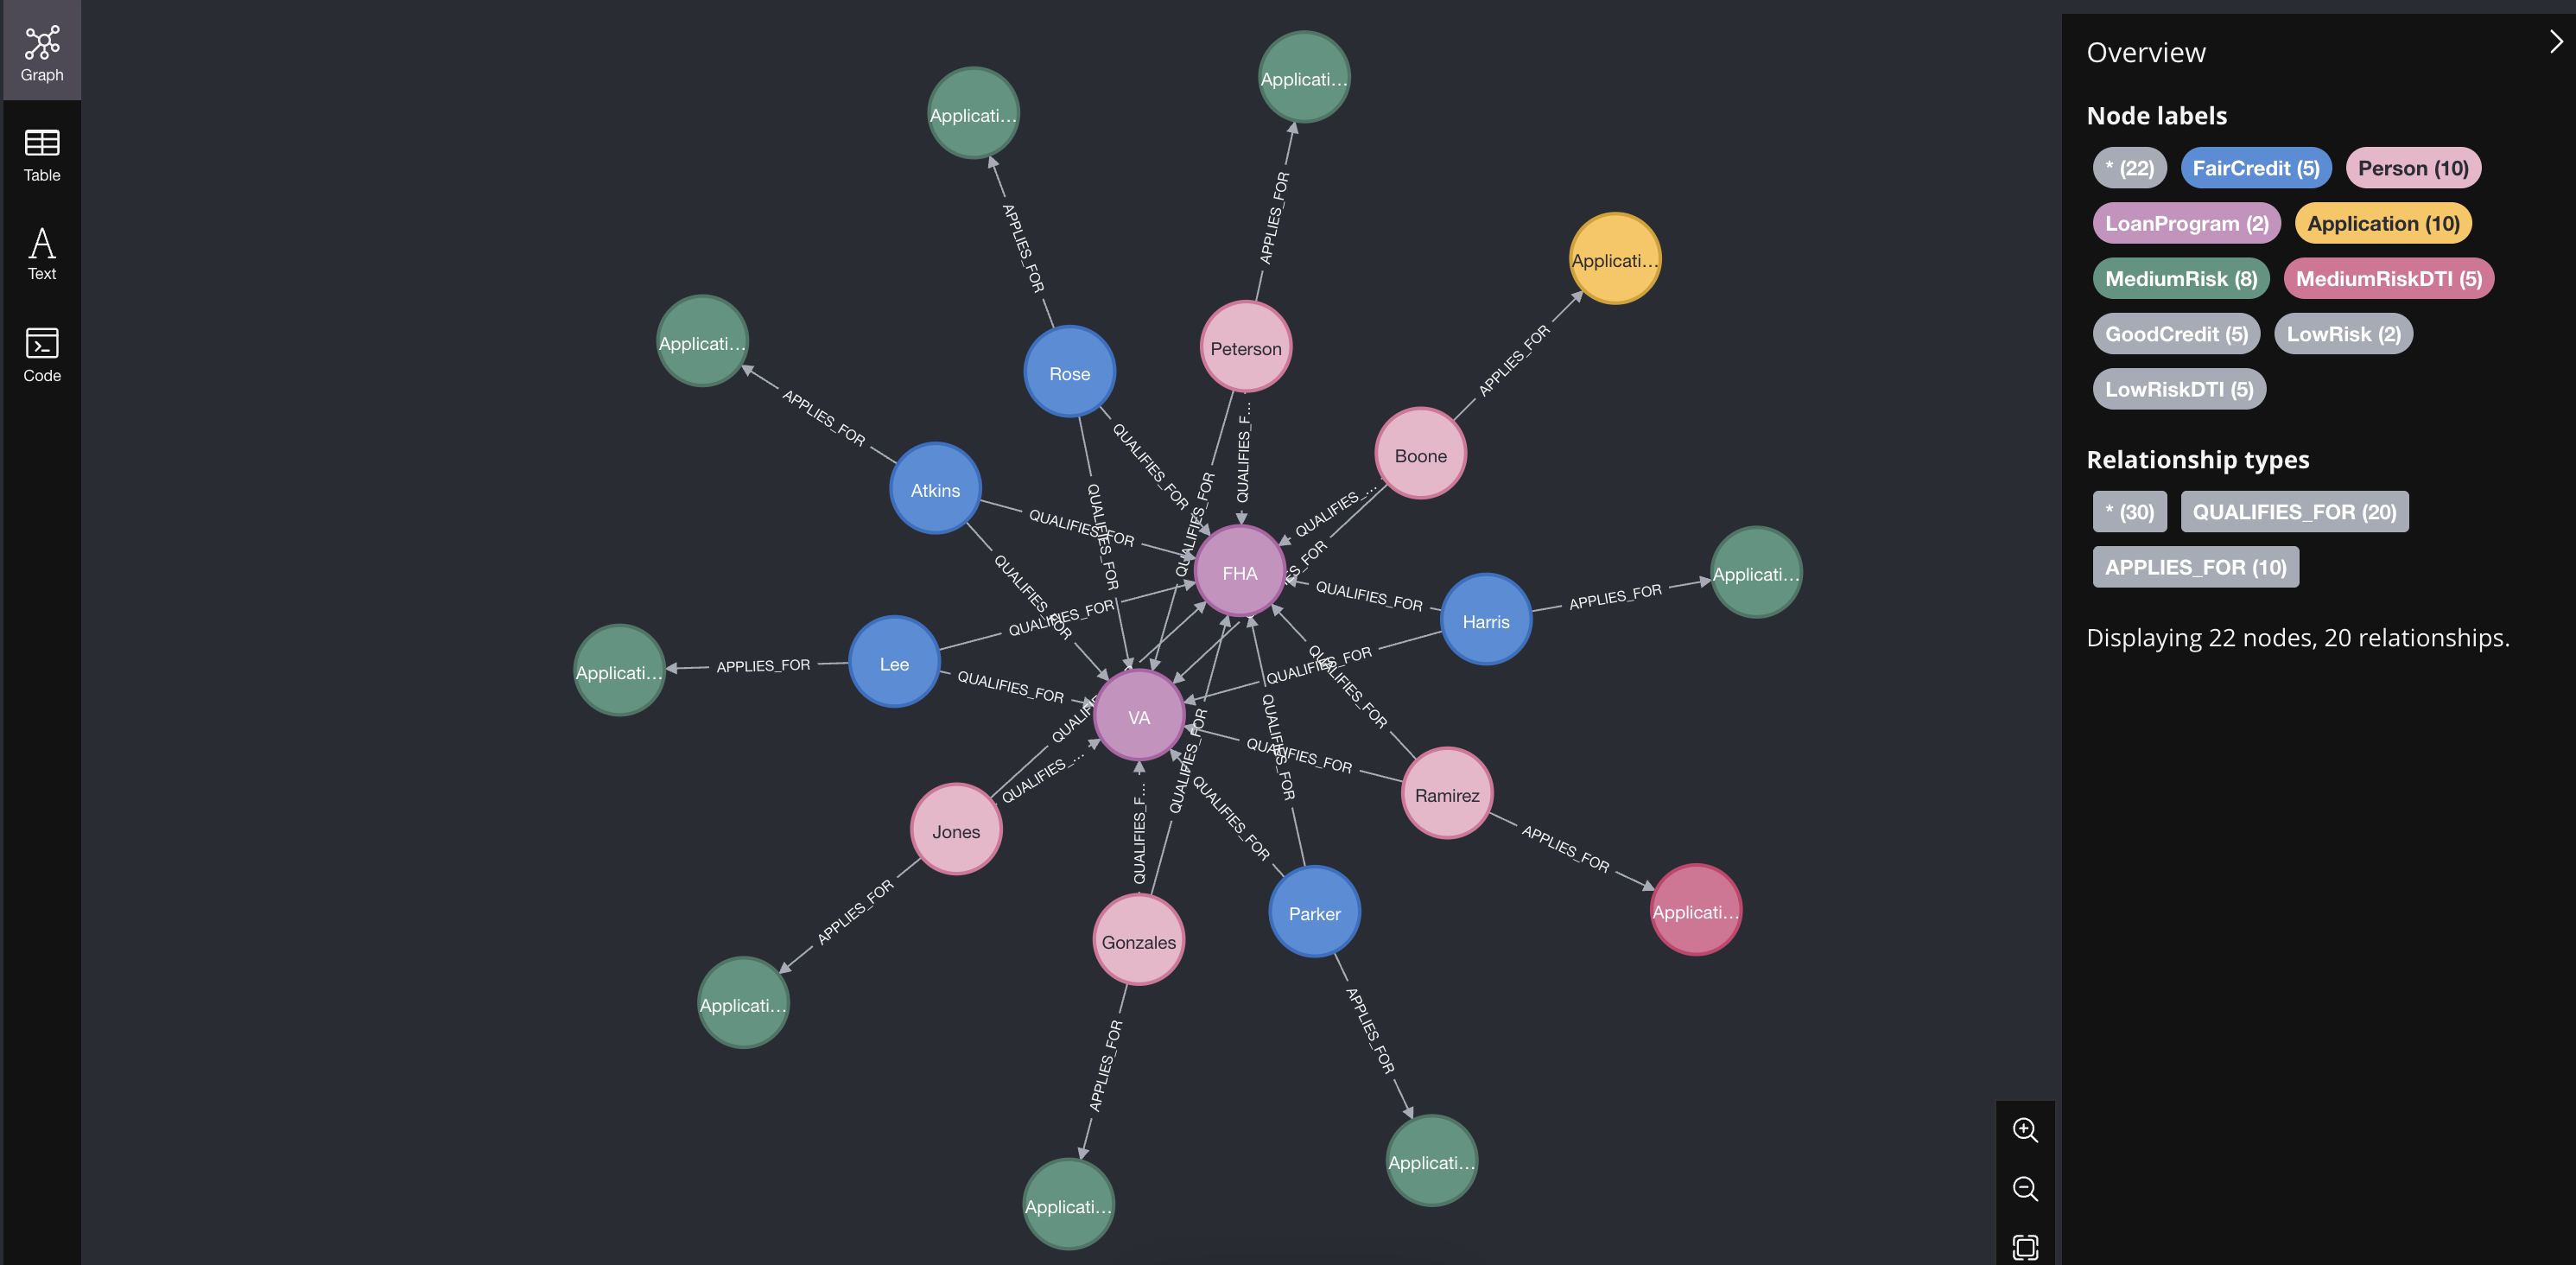 Graph
Table
Text
Code
Applicati...
Applicati...
Applicati...
Applicati...
Applicati...
Applicati...
Applicati...
Applicati...
Applicati...
Applicati...
APPLIES_FOR
APPLIES_FOR
APPLIES_FOR
APPLIES_FOR
APPLIES_FOR
APPLIES_FOR
APPLIES_FOR
APPLIES_FOR
APPLIES_FOR
APPLIES_FOR
Rose
Peterson
Boone
Atkins
Harris
Lee
Ramirez
Jones
Parker
Gonzales
FHA
VA
QUALIFIES_FOR
QUALIFIES_FOR
QUALIFIES_FOR
QUALIFIES_F...
QUALIFIES_...
QUALIFIES_FOR
QUALIFIES_FOR
QUALIFIES_FOR
QUALIFIES_FOR
QUALIFIES_FOR
QUALIFIES_FOR
QUALIFIES_FOR
QUALIFIES_FOR
QUALIFIES_FOR
QUALIFIES_...
QUALIFIES_F...
QUALIFIES_FOR
QUALIFIES_FOR
QUALIFIES_FOR
Overview
Node labels
* (22) FairCredit (5) Person (10)
LoanProgram (2) Application (10)
MediumRisk (8) MediumRiskDTI (5)
GoodCredit (5) LowRisk (2)
LowRiskDTI (5)
Relationship types
* (30) QUALIFIES_FOR (20)
APPLIES_FOR (10)
Displaying 22 nodes, 20 relationships.